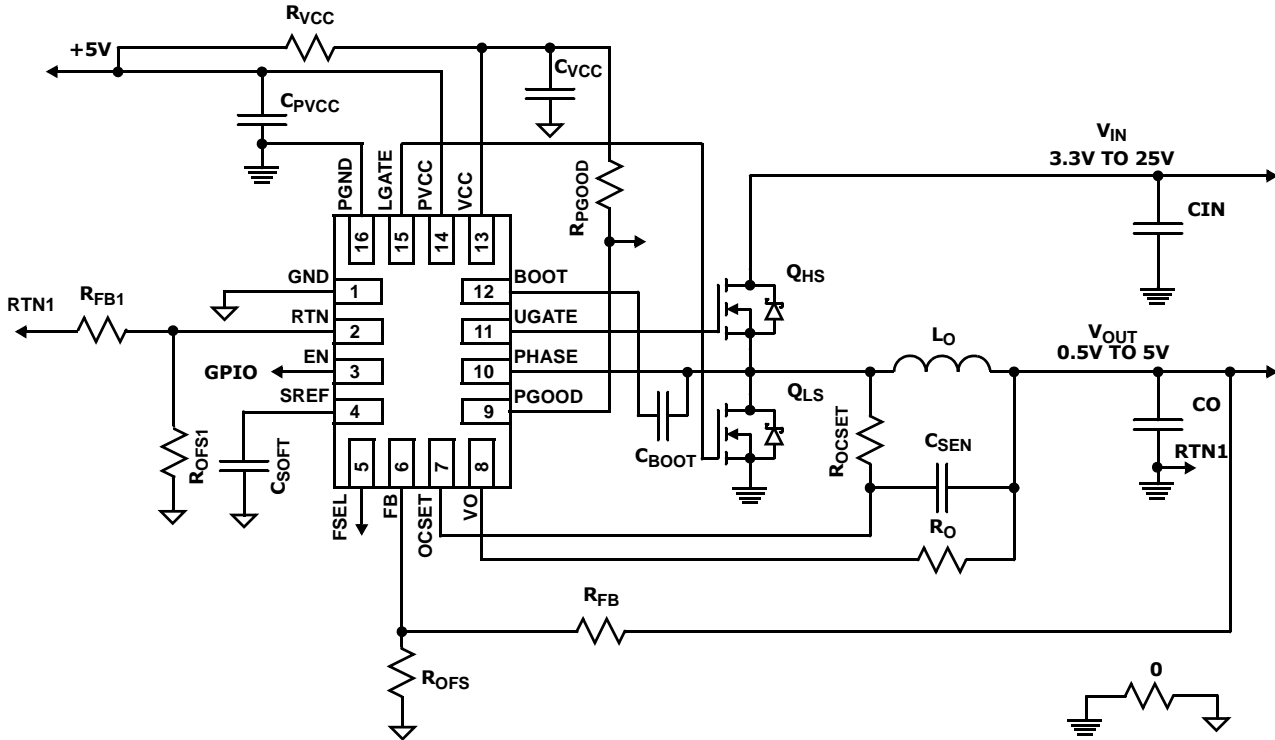 RVCC
+5V
CVCC
CPVCC
VIN
3.3V TO 25V
PGND
LGATE
PVCC
VCC
RPGOOD
CIN
16
15
14
13
QHS
GND
1
12
BOOT
RTN1
RFB1
RTN
2
11
UGATE
LO
VOUT
0.5V TO 5V
EN
GPIO
3
10
PHASE
QLS
SREF
4
9
PGOOD
CO
ROFS1
CSOFT
5
6
7
8
CBOOT
ROCSET
CSEN
RTN1
FSEL
FB
OCSET
VO
RO
RFB
ROFS
0